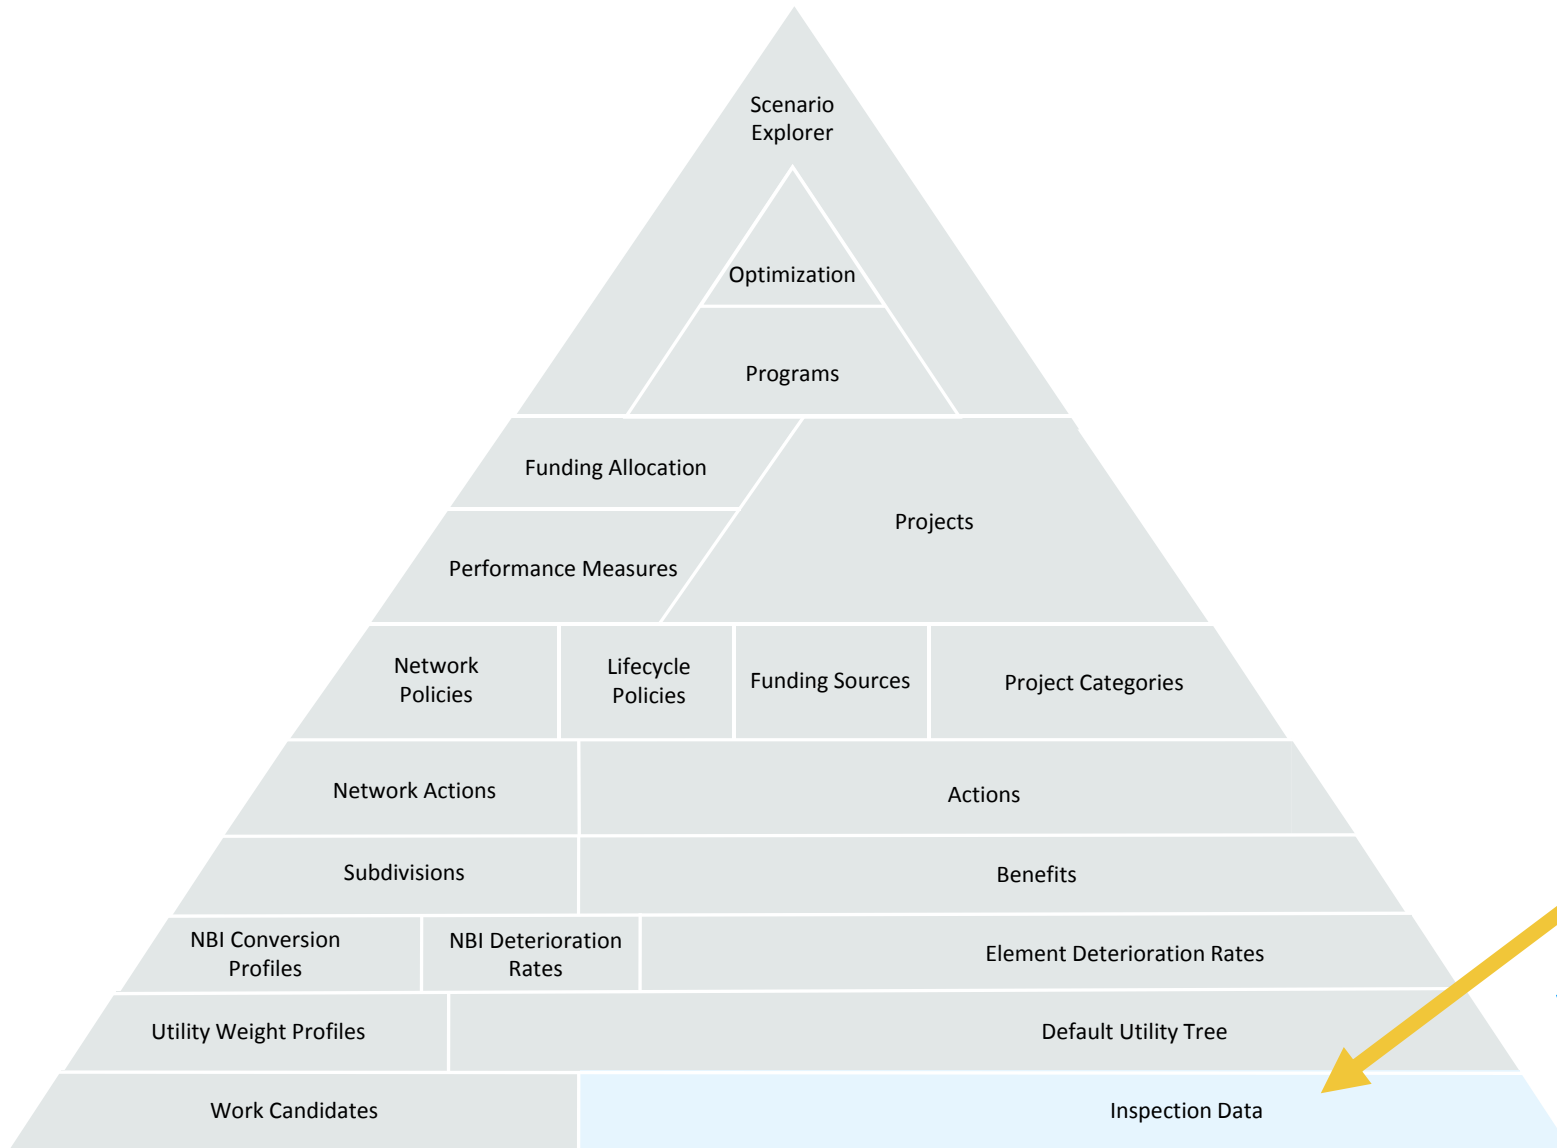 Scenario
Explorer
Optimization
Programs
Funding Allocation
Projects
Performance Measures
Network
Policies
Lifecycle
Policies
Funding Sources
Project Categories
Network Actions
Actions
Subdivisions
Benefits
NBI Conversion
Profiles
NBI Deterioration
Rates
Element Deterioration Rates
Utility Weight Profiles
Default Utility Tree
Work Candidates
Inspection Data